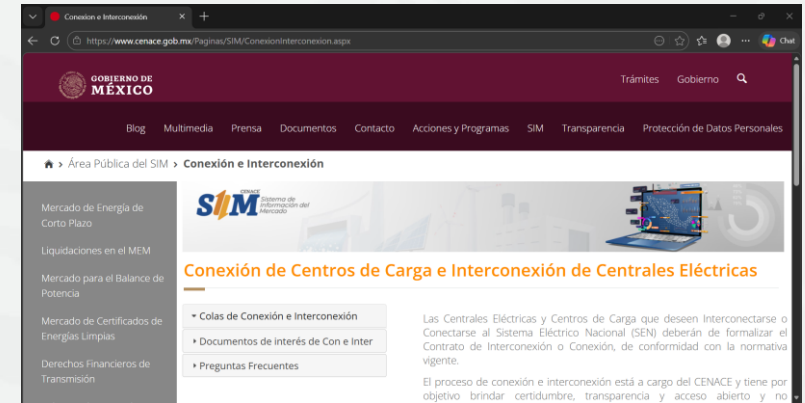 Conexion e Interconexión
https://www.cenace.gob.mx/Paginas/SIM/ConexionInterconexion.aspx
Chat
GOBIERNO DE
MÉXICO
Trámites Gobierno
Blog Multimedia Prensa Documentos Contacto Acciones y Programas SIM Transparencia Protección de Datos Personales
> Área Pública del SIM > Conexión e Interconexión
Mercado de Energía de
Corto Plazo
Liquidaciones en el MEM
Mercado para el Balance de
Potencia
Mercado de Certificados de
Energías Limpias
Derechos Financieros de
Transmisión
CENACE
SIM
Sistema de
Información del
Mercado
Conexión de Centros de Carga e Interconexión de Centrales Eléctricas
Colas de Conexión e Interconexión
Documentos de interés de Con e Inter
Preguntas Frecuentes
Las Centrales Eléctricas y Centros de Carga que deseen Interconectarse o
Conectarse al Sistema Eléctrico Nacional (SEN) deberán de formalizar el
Contrato de Interconexión o Conexión, de conformidad con la normativa
vigente.
El proceso de conexión e interconexión está a cargo del CENACE y tiene por
objetivo brindar certidumbre, transparencia y acceso abierto y no